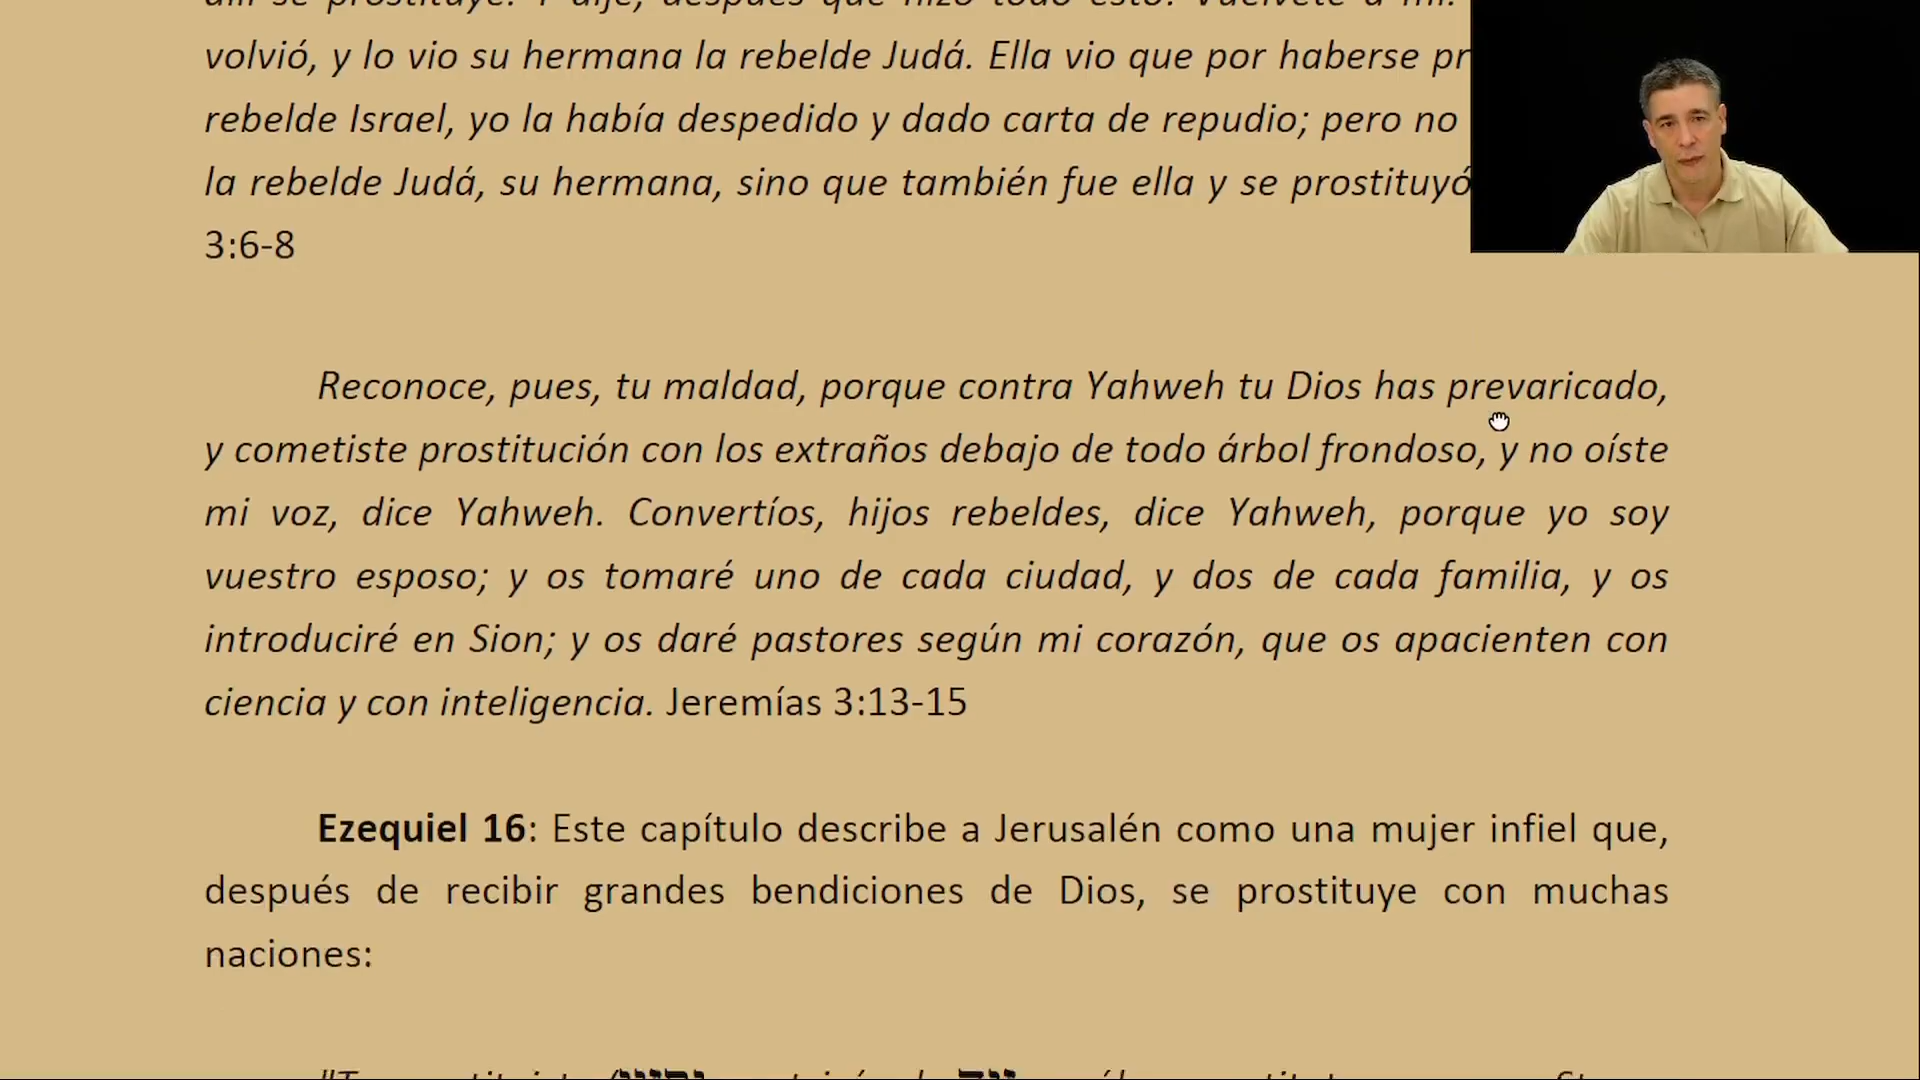 volvió, y lo vio su hermana la rebelde Judá. Ella vio que por haberse pr
rebelde Israel, yo la había despedido y dado carta de repudio; pero no
la rebelde Judá, su hermana, sino que también fue ella y se prostituyó
3:6-8
Reconoce, pues, tu maldad, porque contra Yahweh tu Dios has prevaricado,
y cometiste prostitución con los extraños debajo de todo árbol frondoso, y no oíste
mi voz, dice Yahweh. Convertíos, hijos rebeldes, dice Yahweh, porque yo soy
vuestro esposo; y os tomaré uno de cada ciudad, y dos de cada familia, y os
introduciré en Sion; y os daré pastores según mi corazón, que os apacienten con
ciencia y con inteligencia. Jeremías 3:13-15
Ezequiel 16: Este capítulo describe a Jerusalén como una mujer infiel que,
después de recibir grandes bendiciones de Dios, se prostituye con muchas
naciones: